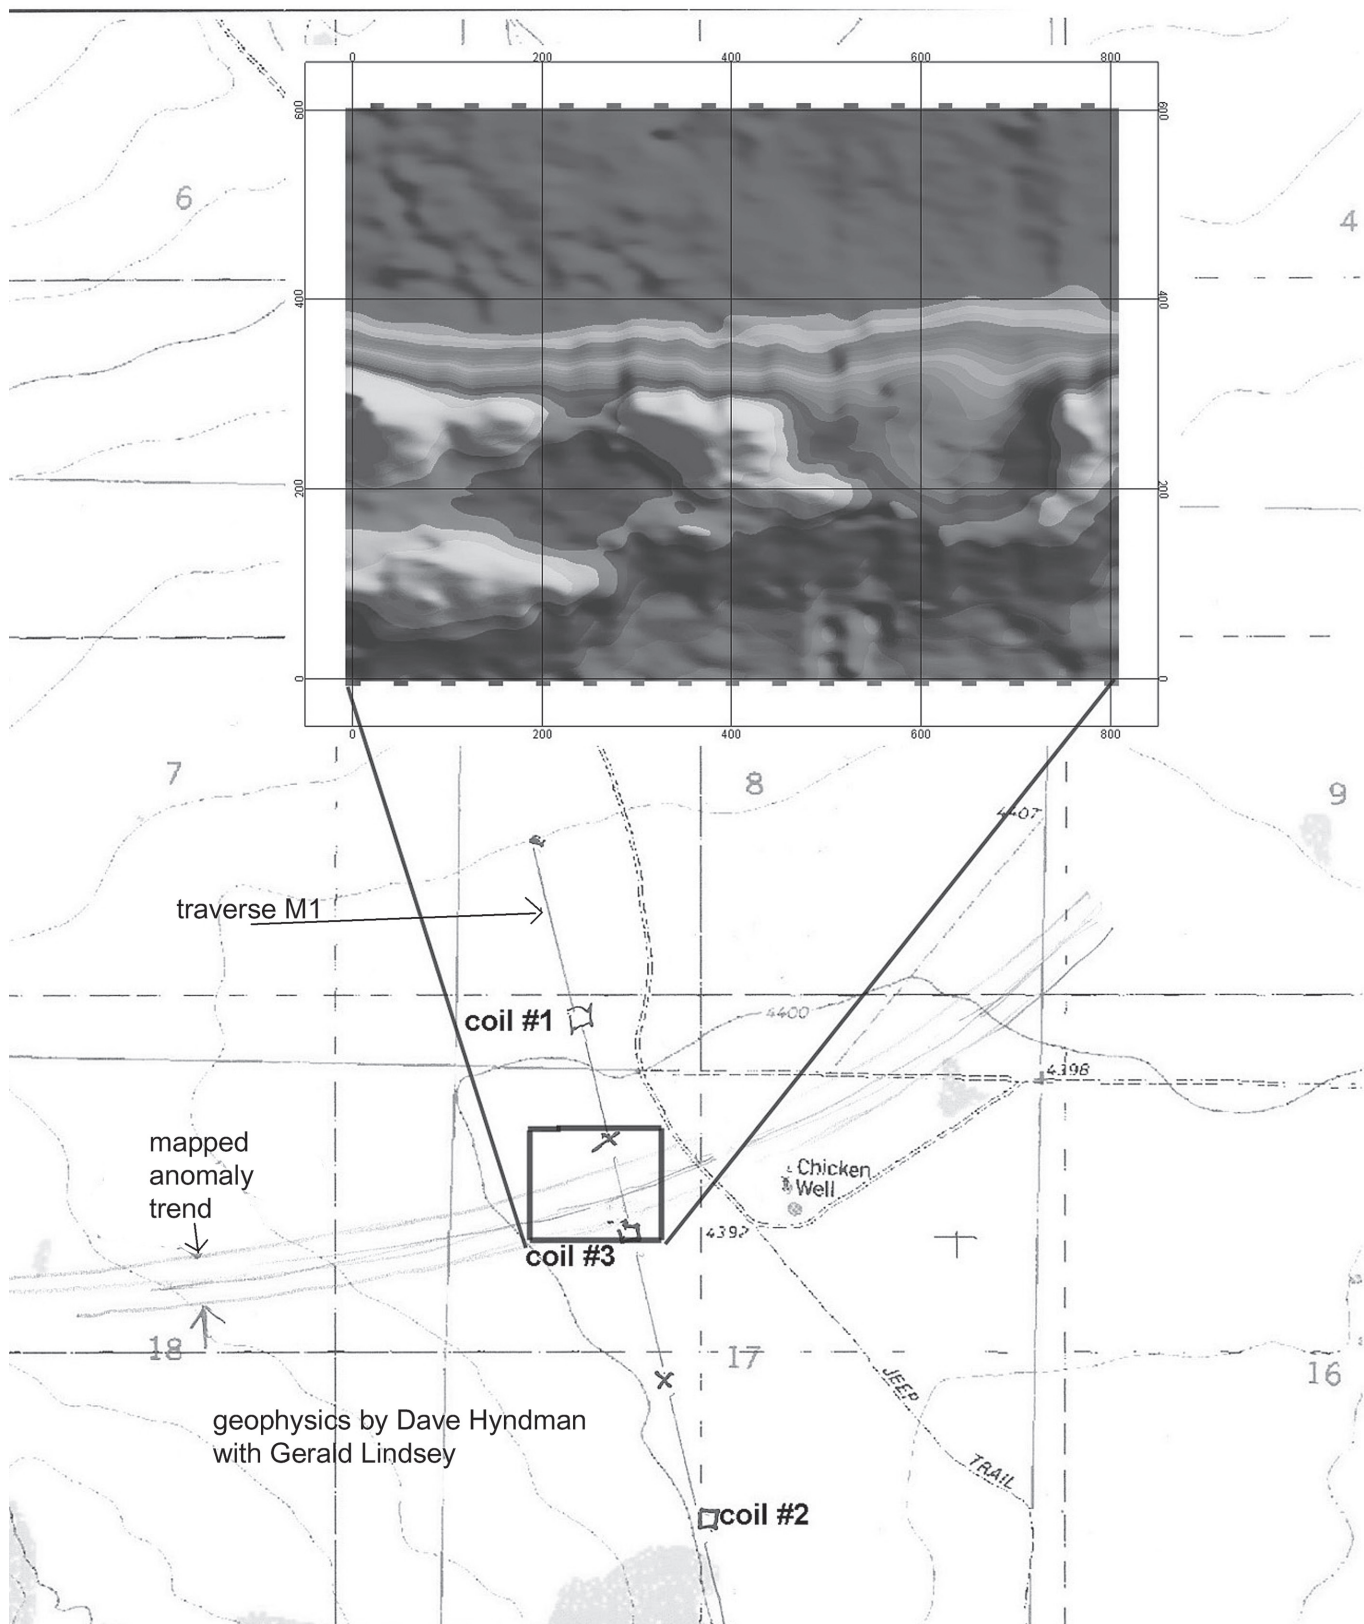 0 200 400 600 800
600 600
6
4
400 400
200 200
0 0
0 200 400 600 800
7
8
9
4407
traverse M1
coil #1
4400
4398
mapped
anomaly
trend
Chicken
Well
4392
coil #3
18
17
16
JEEP
TRAIL
geophysics by Dave Hyndman
with Gerald Lindsey
coil #2